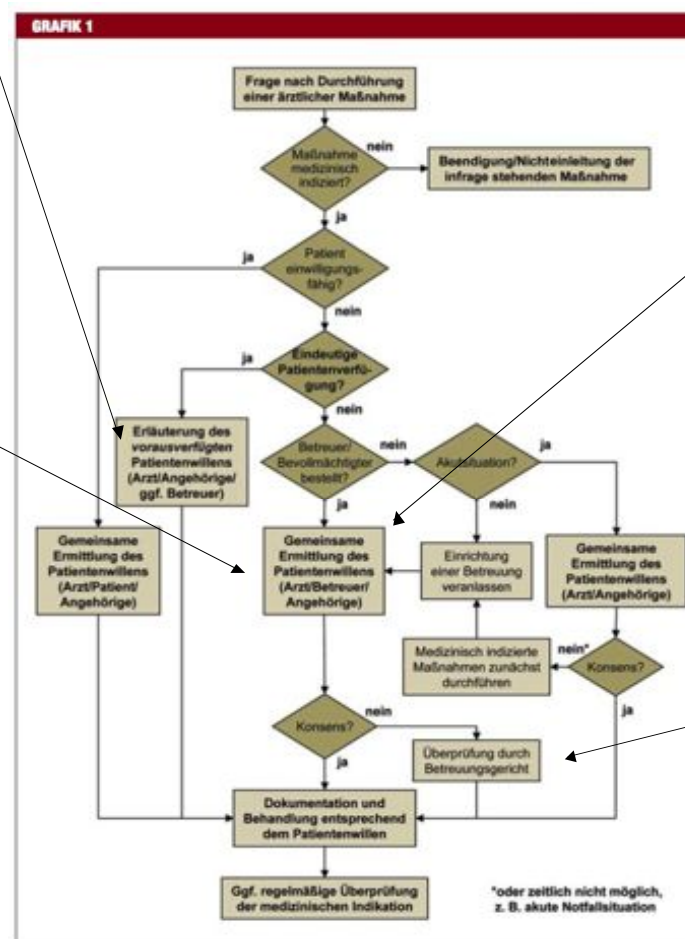 GRAFIK 1
Frage nach Durchführung
einer ärztlicher Maßnahme
Maßnahme
medizinisch
indiziert?
nein
Beendigung/Nichteinleitung der
infrage stehenden Maßnahme
ja
Patient
einwilligungs-
fähig?
ja
nein
Eindeutige
Patientenverfü-
gung?
ja
nein
Erläuterung des
vorausverfügten
Patientenwillens
(Arzt/Angehörige/
ggf. Betreuer)
Betreuer/
Bevollmächtigter
bestellt?
nein
Akutsituation?
ja
ja
nein
Gemeinsame
Ermittlung des
Patientenwillens
(Arzt/Patient/
Angehörige)
Gemeinsame
Ermittlung des
Patientenwillens
(Arzt/Betreuer/
Angehörige)
Einrichtung
einer Betreuung
veranlassen
Gemeinsame
Ermittlung des
Patientenwillens
(Arzt/Angehörige)
Medizinisch indizierte
Maßnahmen zunächst
durchführen
nein*
Konsens?
ja
Konsens?
nein
ja
Überprüfung durch
Betreuungsgericht
Dokumentation und
Behandlung entsprechend
dem Patientenwillen
Ggf. regelmäßige Überprüfung
der medizinischen Indikation
*oder zeitlich nicht möglich,
z. B. akute Notfallsituation